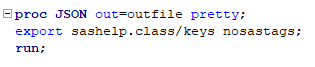 proc JSON out=outfile pretty;
export sashelp.class/keys nosastags;
run;